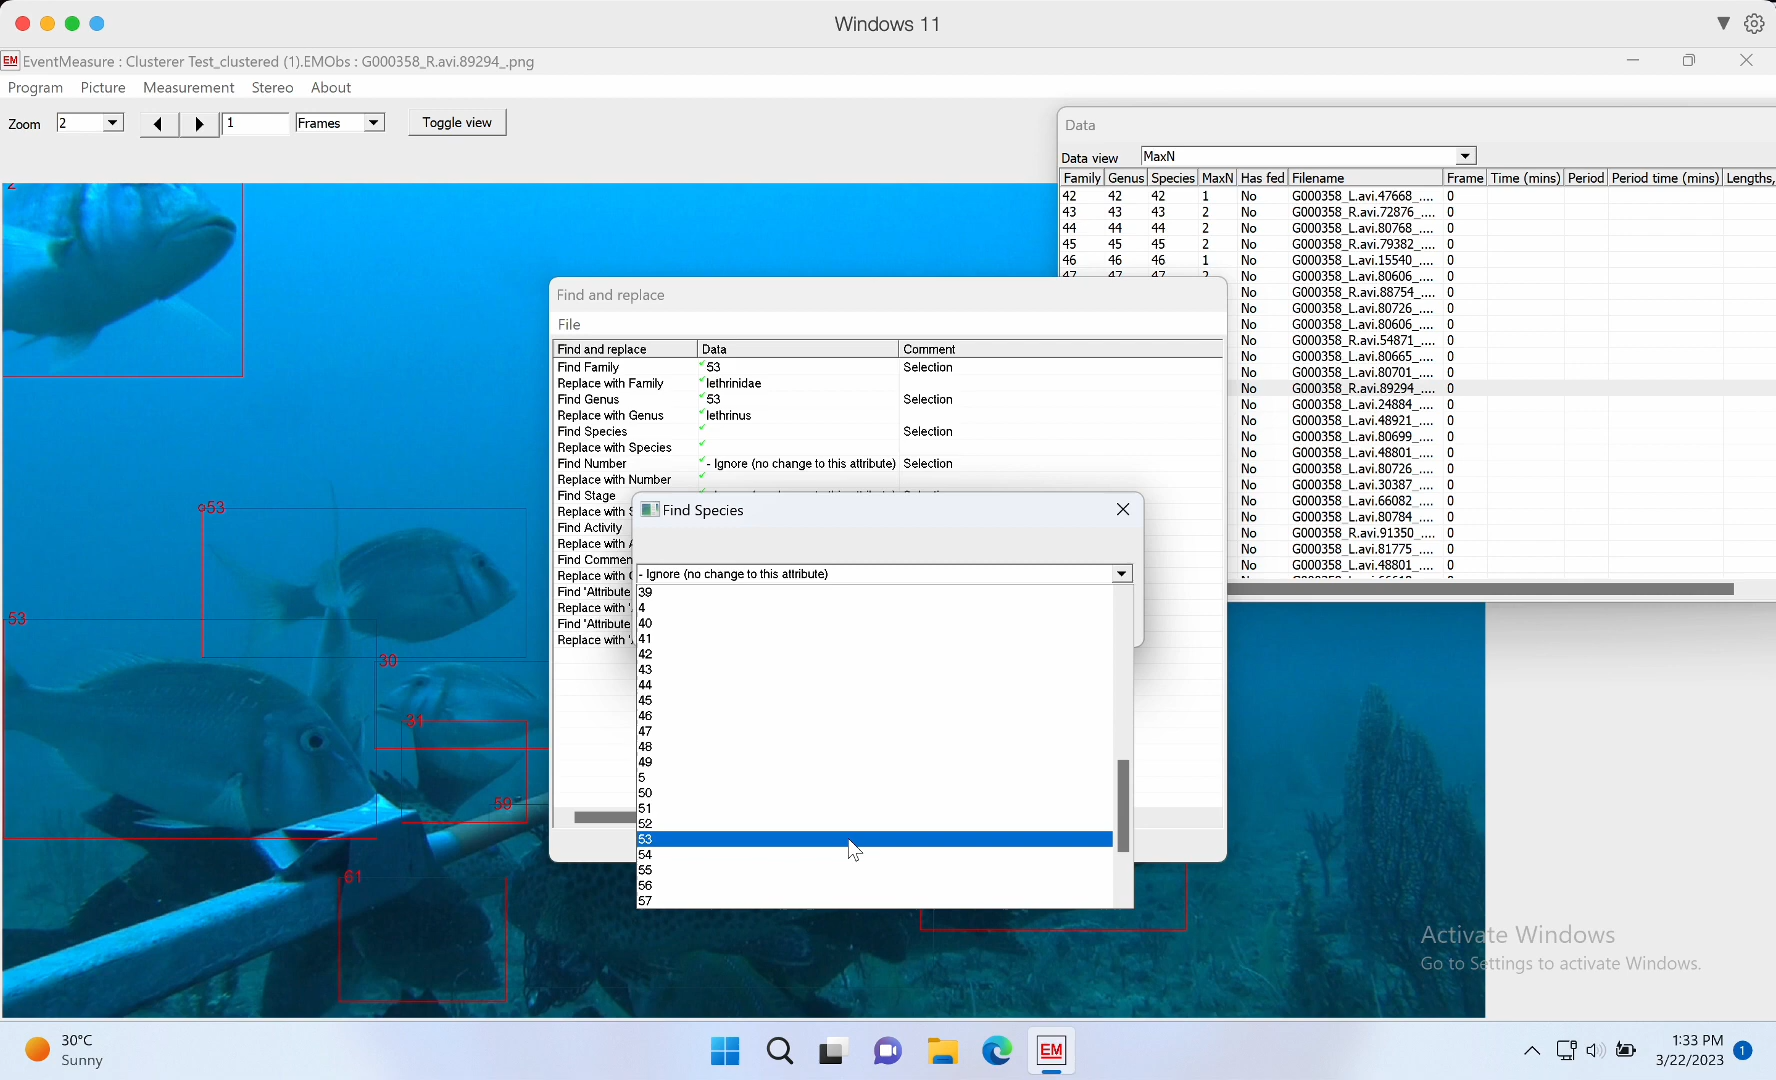 Windows 11
EM EventMeasure : Clusterer Test_clustered (1).EMObs : G000358_R.avi.89294_.png
Program Picture Measurement Stereo About
Zoom 2 1 Frames Toggle view
Data
Data view MaxN
Family Genus Species MaxN Has fed Filename Frame Time (mins) Period Period time (mins) Lengths,
42 42 42 1 No G000358_L.avi.47668_.... 0
43 43 43 2 No G000358_R.avi.72876_.... 0
44 44 44 2 No G000358_L.avi.80768_.... 0
45 45 45 2 No G000358_R.avi.79382_.... 0
46 46 46 1 No G000358_L.avi.15540_.... 0
47 47 47 2 No G000358_L.avi.80606_.... 0
No G000358_R.avi.88754_.... 0
No G000358_L.avi.80726_.... 0
No G000358_L.avi.80606_.... 0
No G000358_R.avi.54871_.... 0
No G000358_L.avi.80665_.... 0
No G000358_L.avi.80701_.... 0
No G000358_R.avi.89294_.... 0
No G000358_L.avi.24884_.... 0
No G000358_L.avi.48921_.... 0
No G000358_L.avi.80699_.... 0
No G000358_L.avi.48801_.... 0
No G000358_L.avi.80726_.... 0
No G000358_L.avi.30387_.... 0
No G000358_L.avi.66082_.... 0
No G000358_L.avi.80784_.... 0
No G000358_R.avi.91350_.... 0
No G000358_L.avi.81775_.... 0
No G000358_L.avi.48801_.... 0
Find and replace
File
Find and replace Data Comment
Find Family 53 Selection
Replace with Family lethrinidae
Find Genus 53 Selection
Replace with Genus lethrinus
Find Species Selection
Replace with Species
Find Number - Ignore (no change to this attribute) Selection
Replace with Number
Find Stage
Replace with S
Find Activity
Replace with A
Find Commen
Replace with C
Find 'Attribute
Replace with '
Find 'Attribute
Replace with '
Find Species
- Ignore (no change to this attribute)
39
4
40
41
42
43
44
45
46
47
48
49
5
50
51
52
53
54
55
56
57
2
53
53
30
31
59
61
Activate Windows
Go to Settings to activate Windows.
30°C
Sunny
EM
1:33 PM
3/22/2023
1